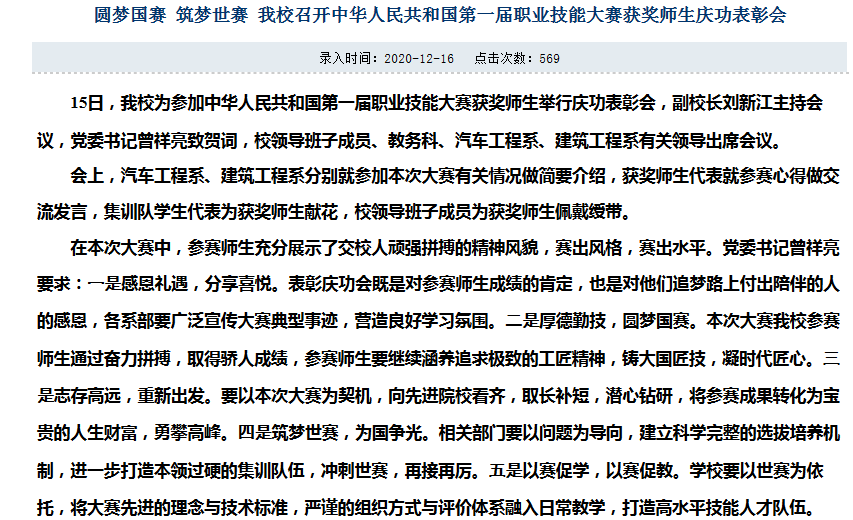 圆梦国赛 筑梦世赛 我校召开中华人民共和国第一届职业技能大赛获奖师生庆功表彰会
录入时间：2020-12-16 点击次数：569
15日，我校为参加中华人民共和国第一届职业技能大赛获奖师生举行庆功表彰会，副校长刘新江主持会
议，党委书记曾祥亮致贺词，校领导班子成员、教务科、汽车工程系、建筑工程系有关领导出席会议。
会上，汽车工程系、建筑工程系分别就参加本次大赛有关情况做简要介绍，获奖师生代表就参赛心得做交
流发言，集训队学生代表为获奖师生献花，校领导班子成员为获奖师生佩戴绶带。
在本次大赛中，参赛师生充分展示了交校人顽强拼搏的精神风貌，赛出风格，赛出水平。党委书记曾祥亮
要求：一是感恩礼遇，分享喜悦。表彰庆功会既是对参赛师生成绩的肯定，也是对他们追梦路上付出陪伴的人
的感恩，各系部要广泛宣传大赛典型事迹，营造良好学习氛围。二是厚德勤技，圆梦国赛。本次大赛我校参赛
师生通过奋力拼搏，取得骄人成绩，参赛师生要继续涵养追求极致的工匠精神，铸大国匠技，凝时代匠心。三
是志存高远，重新出发。要以本次大赛为契机，向先进院校看齐，取长补短，潜心钻研，将参赛成果转化为宝
贵的人生财富，勇攀高峰。四是筑梦世赛，为国争光。相关部门要以问题为导向，建立科学完整的选拔培养机
制，进一步打造本领过硬的集训队伍，冲刺世赛，再接再厉。五是以赛促学，以赛促教。学校要以世赛为依
托，将大赛先进的理念与技术标准，严谨的组织方式与评价体系融入日常教学，打造高水平技能人才队伍。